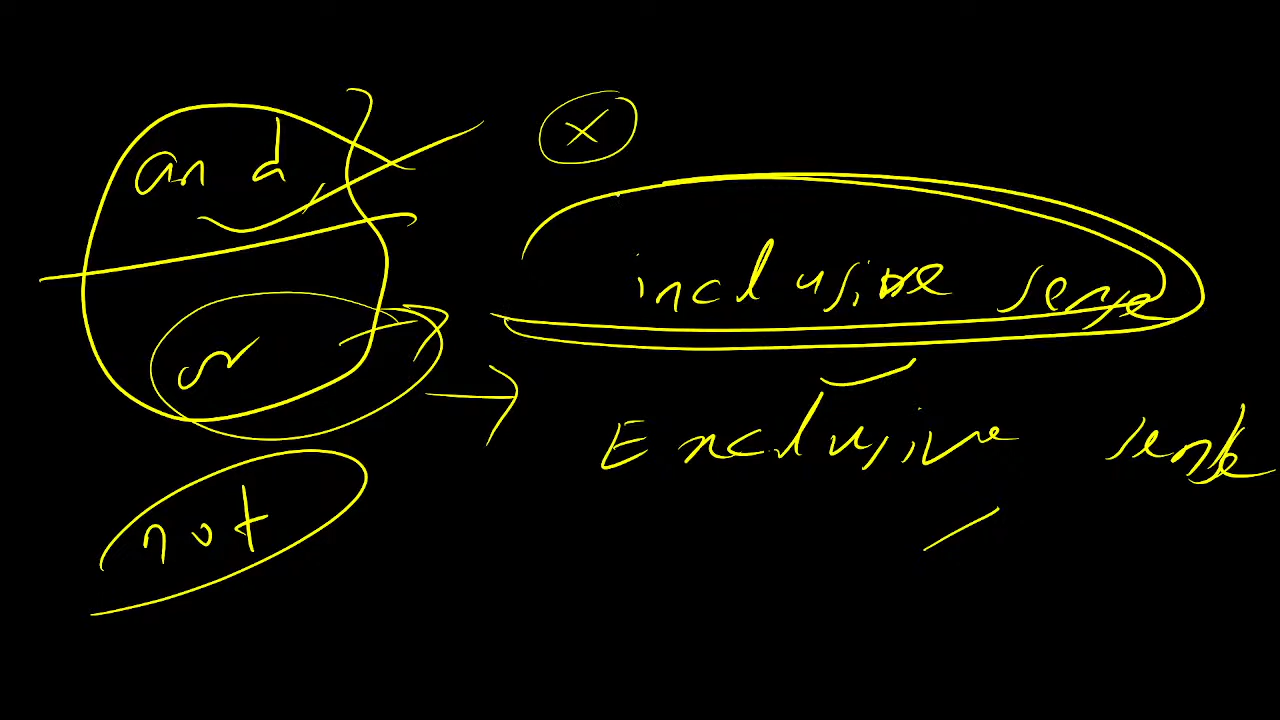 and,
x
inclusive sense
or
Exclusive sense
not